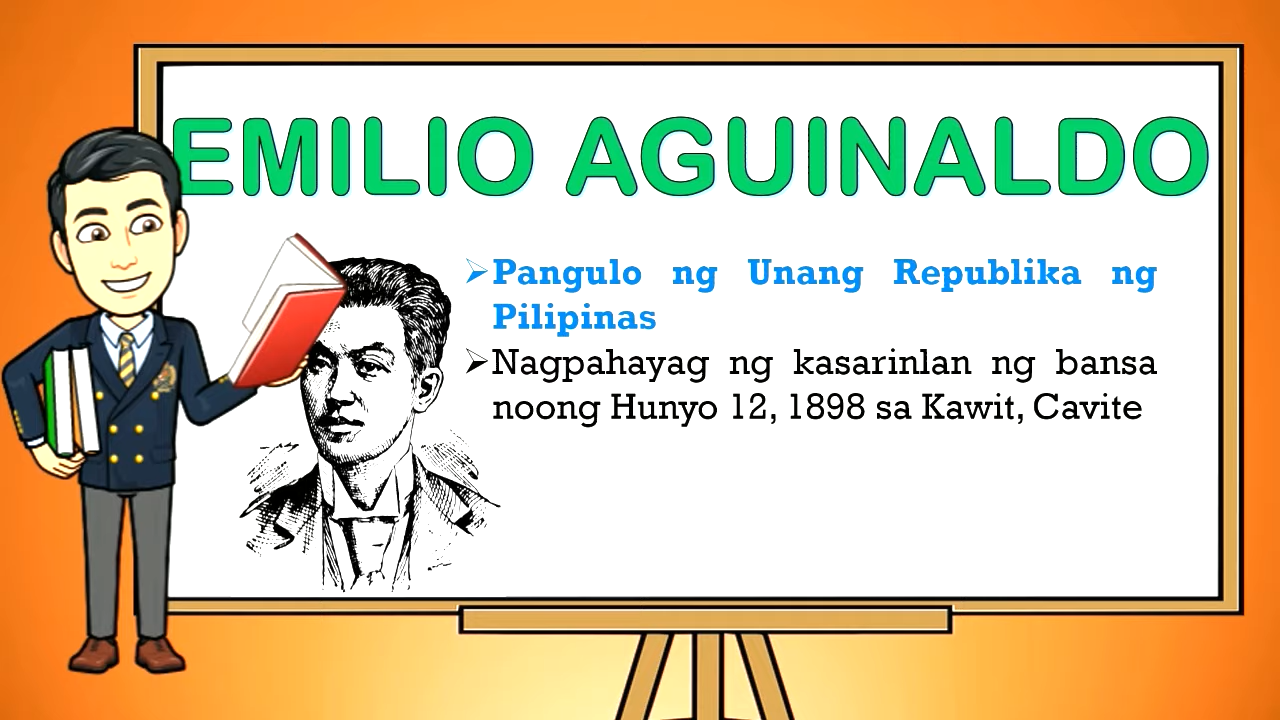 EMILIO AGUINALDO
Pangulo ng Unang Republika ng
Pilipinas
Nagpahayag ng kasarinlan ng bansa
noong Hunyo 12, 1898 sa Kawit, Cavite